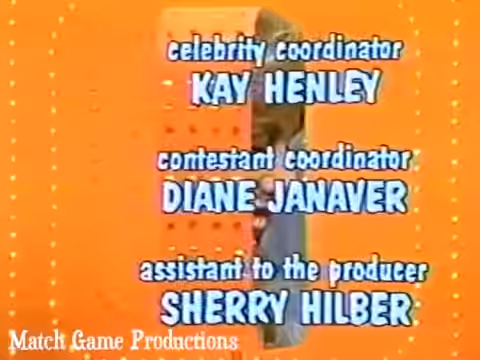 celebrity coordinator
KAY HENLEY
contestant coordinator
DIANE JANAVER
assistant to the producer
SHERRY HILBER
Match Game Productions